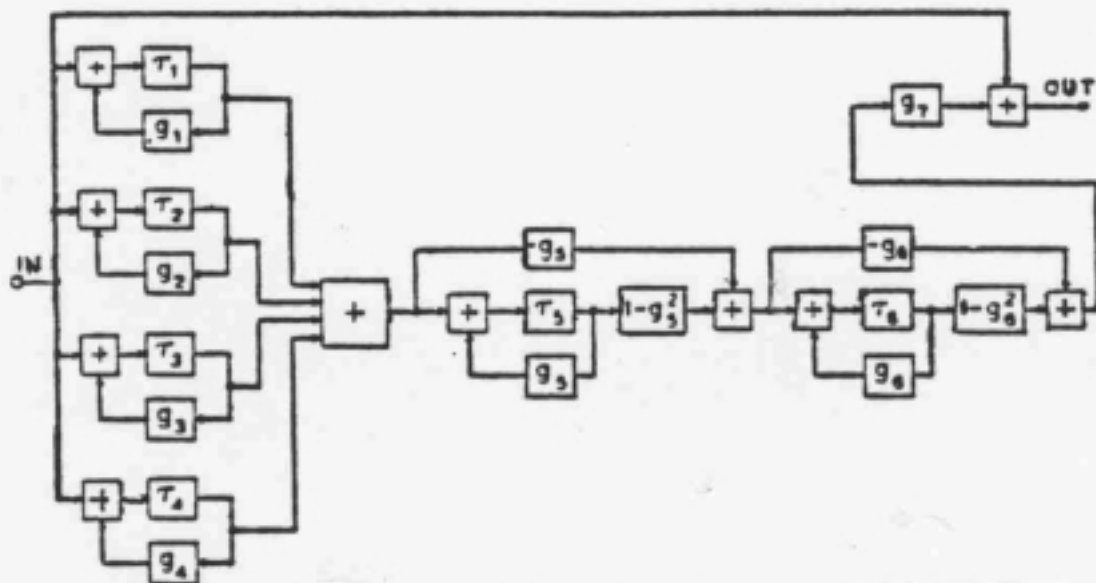 OUT
+ τ₁
g₇ +
g₁
+ τ₂
-g₅ -g₆
IN
g₂
+
+ τ₅ 1-g₅² + + τ₆ 1-g₆² +
+ τ₃
g₅ g₆
g₃
+ τ₄
g₄